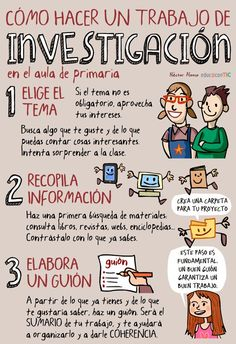 CÓMO HACER UN TRABAJO DE
INVESTIGACIÓN
en el aula de primaria
Néstor Alonso educaconTIC
1 ELIGE EL
TEMA
Si el tema no es
obligatorio, aprovecha
tus intereses.
Busca algo que te guste y de lo que
puedas contar cosas interesantes.
Intenta sorprender a la clase.
2 RECOPILA
INFORMACIÓN
Haz una primera búsqueda de materiales:
consulta libros, revistas, webs, enciclopedias...
Contrástalo con lo que ya sabes.
CREA UNA CARPETA
PARA TU PROYECTO
3 ELABORA
UN GUIÓN
guión
A partir de lo que ya tienes y de lo que
te gustaría saber, haz un guión. Será el
SUMARIO de tu trabajo, y te ayudará
a organizarlo y a darle COHERENCIA.
ESTE PASO ES
FUNDAMENTAL.
UN BUEN GUIÓN
GARANTIZA UN
BUEN TRABAJO.